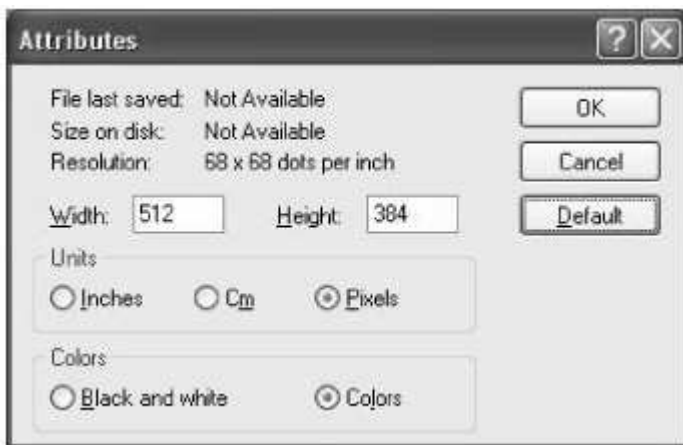 Attributes
File last saved: Not Available
Size on disk: Not Available
Resolution: 68 x 68 dots per inch
OK
Cancel
Default
Width: 512 Height: 384
Units
Inches Cm Pixels
Colors
Black and white Colors